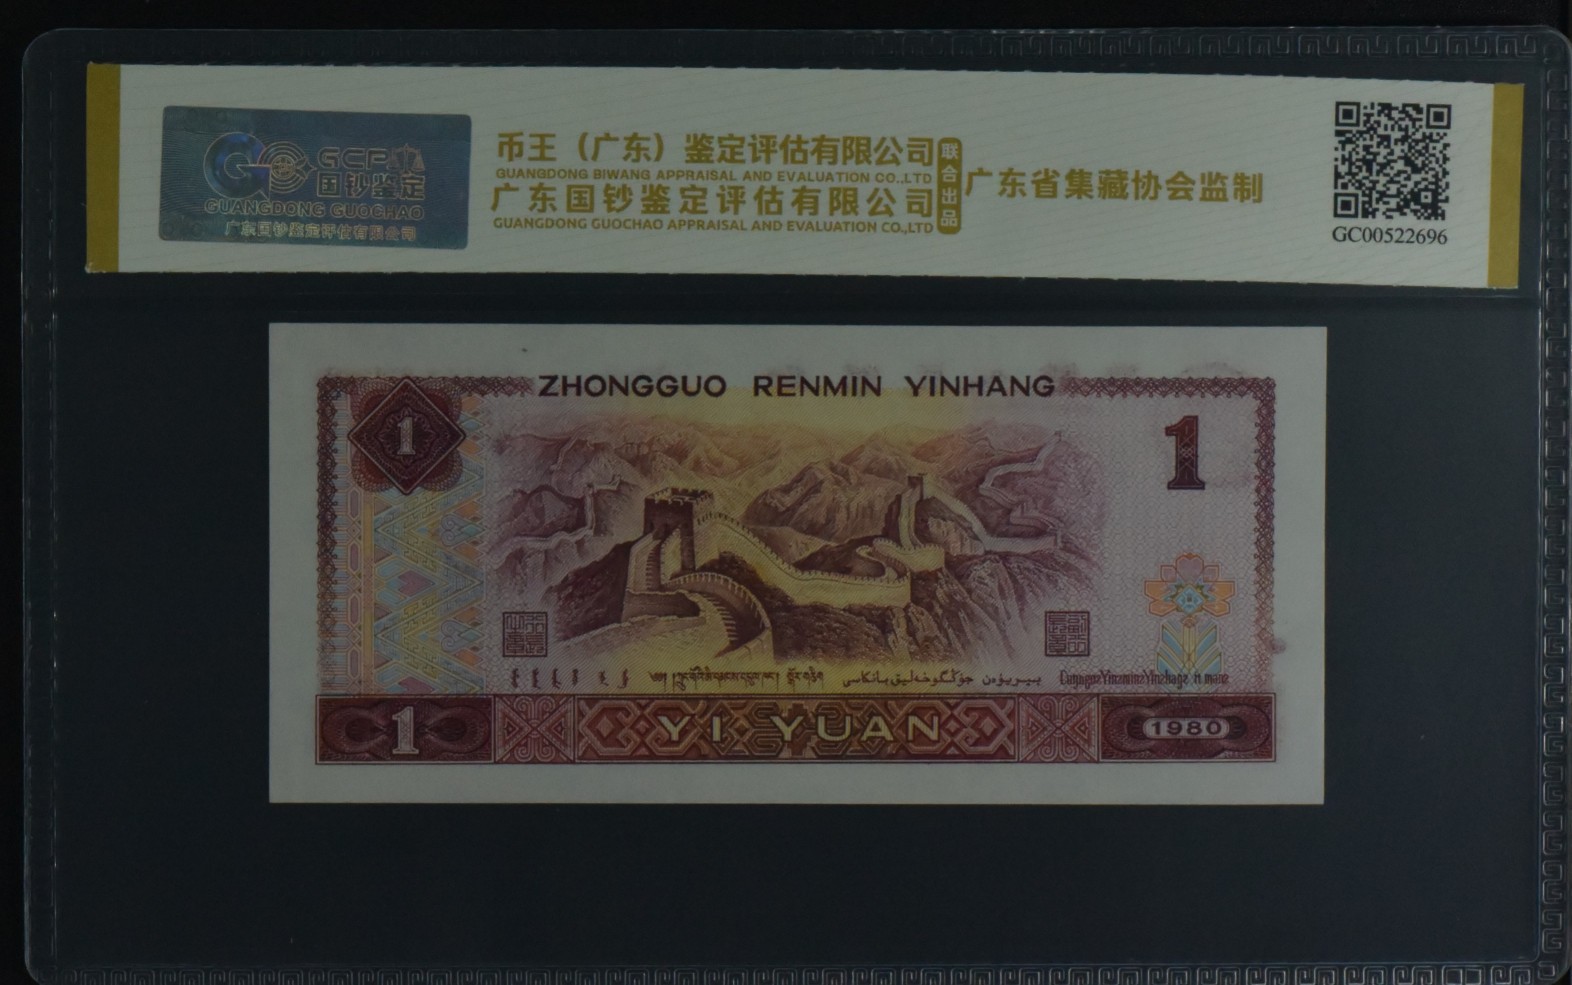 GCP
国钞鉴定
GUANGDONG GUOCHAO
广东国钞鉴定评估有限公司
币王（广东）鉴定评估有限公司
GUANGDONG BIWANG APPRAISAL AND EVALUATION CO.,LTD
广东国钞鉴定评估有限公司
GUANGDONG GUOCHAO APPRAISAL AND EVALUATION CO.,LTD
联合出品
广东省集藏协会监制
GC00522696
ZHONGGUO RENMIN YINHANG
1
1
1
YI YUAN
1980